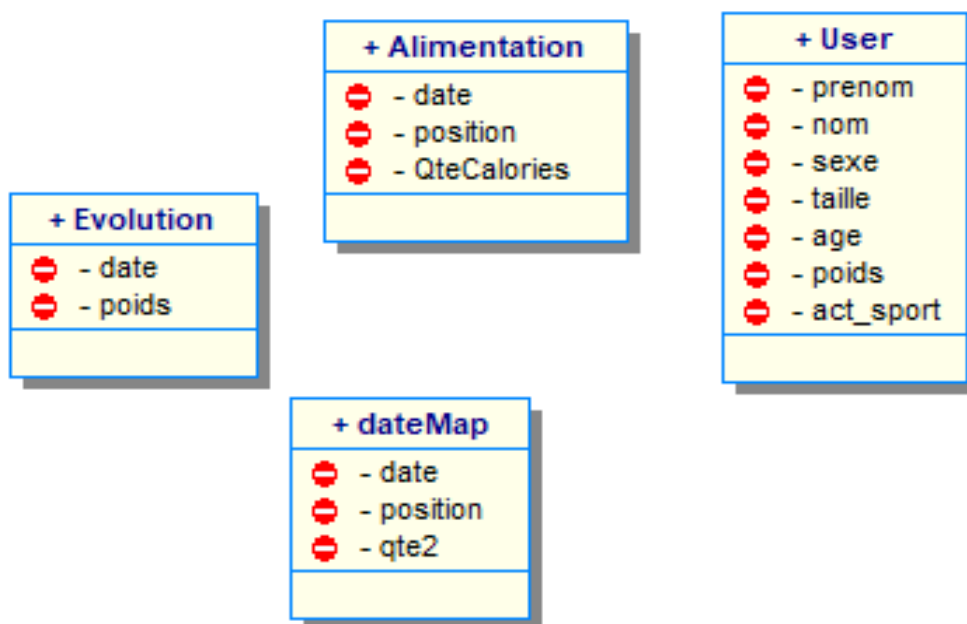 + Alimentation
- date
- position
- QteCalories
+ User
- prenom
- nom
- sexe
- taille
- age
- poids
- act_sport
+ Evolution
- date
- poids
+ dateMap
- date
- position
- qte2